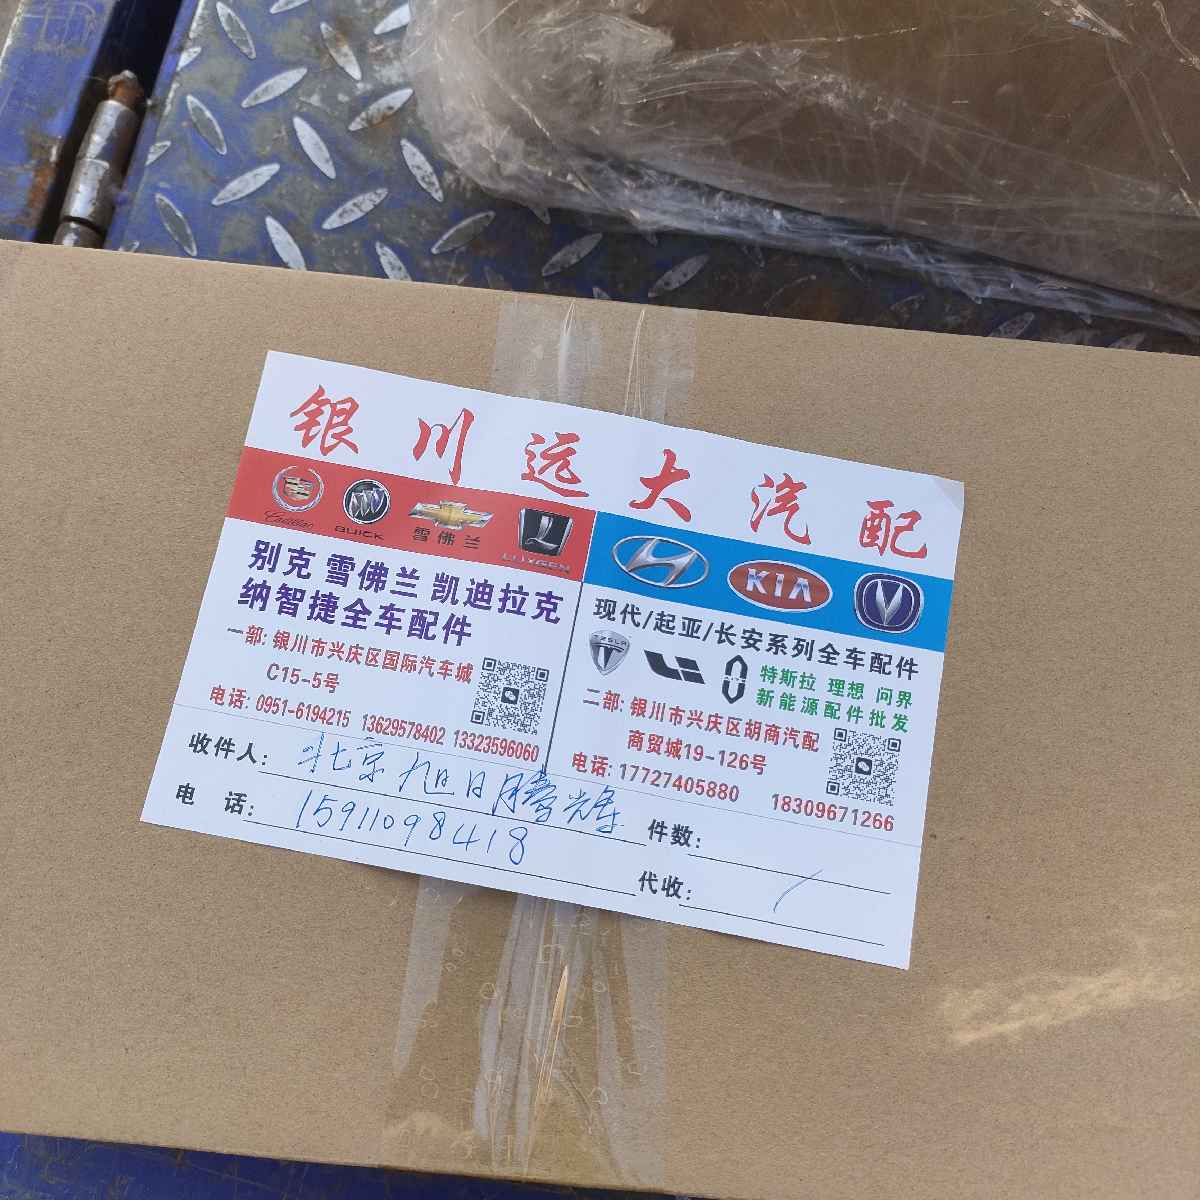 银川远大汽配
Cadillac
BUICK
雪佛兰
LUXGEN
KIA
别克 雪佛兰 凯迪拉克
纳智捷全车配件
一部: 银川市兴庆区国际汽车城
C15-5号
电话: 0951-6194215 13629578402 13323596060
现代/起亚/长安系列全车配件
TESLA
特斯拉 理想 问界
新能源配件批发
二部: 银川市兴庆区胡商汽配
商贸城19-126号
电话: 17727405880 18309671266
收件人: 北京旭日腾辉
件数:
电话: 15911098418
代收: